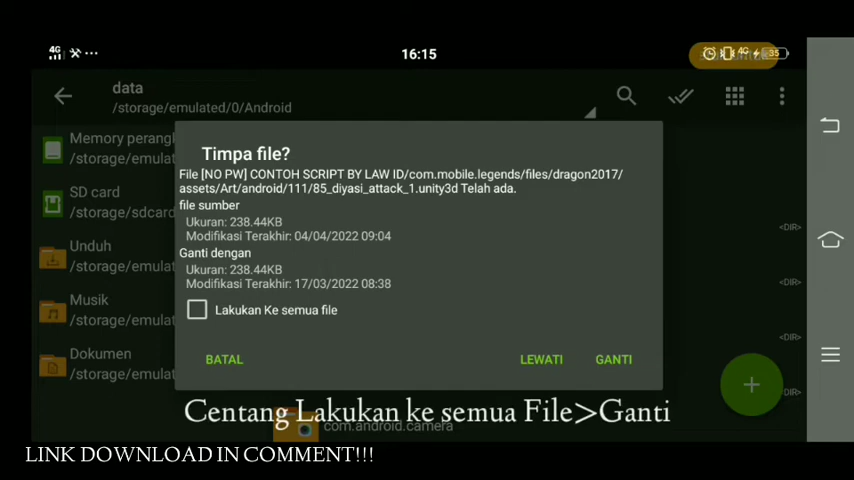 4G
16:15
4G
35
data
/storage/emulated/0/Android
Memory perangk
/storage/emulat
SD card
/storage/sdcard
Unduh
/storage/emulat
Musik
/storage/emulat
Dokumen
/storage/emulat
Timpa file?
File [NO PW] CONTOH SCRIPT BY LAW ID/com.mobile.legends/files/dragon2017/
assets/Art/android/111/85_diyasi_attack_1.unity3d Telah ada.
file sumber
Ukuran: 238.44KB
Modifikasi Terakhir: 04/04/2022 09:04
Ganti dengan
Ukuran: 238.44KB
Modifikasi Terakhir: 17/03/2022 08:38
Lakukan Ke semua file
BATAL
LEWATI
GANTI
<DIR>
<DIR>
<DIR>
<DIR>
Centang Lakukan ke semua File>Ganti
com.android.camera
LINK DOWNLOAD IN COMMENT!!!